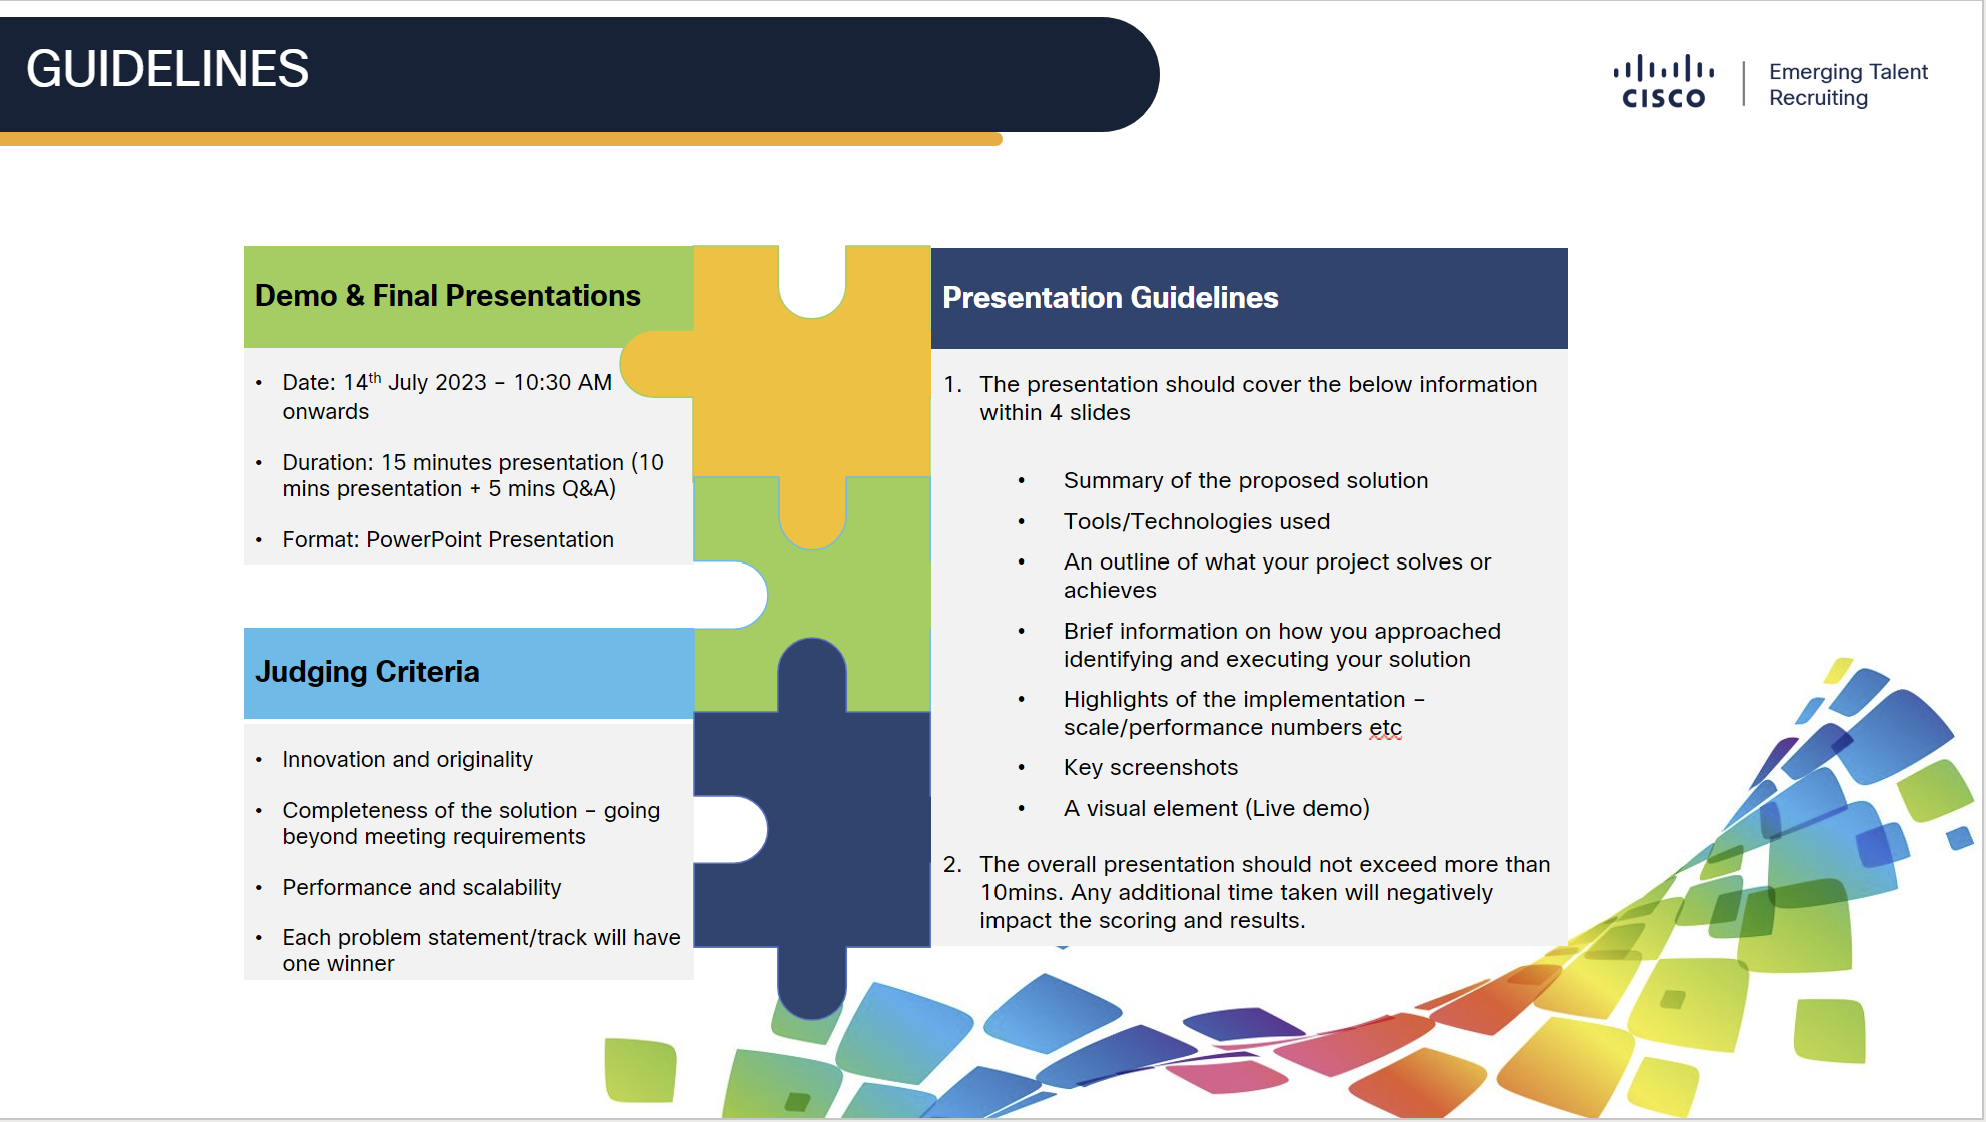 GUIDELINES
CISCO
Emerging Talent
Recruiting
Demo & Final Presentations
• Date: 14th July 2023 – 10:30 AM
onwards
• Duration: 15 minutes presentation (10
mins presentation + 5 mins Q&A)
• Format: PowerPoint Presentation
Judging Criteria
• Innovation and originality
• Completeness of the solution – going
beyond meeting requirements
• Performance and scalability
• Each problem statement/track will have
one winner
Presentation Guidelines
1. The presentation should cover the below information
within 4 slides
• Summary of the proposed solution
• Tools/Technologies used
• An outline of what your project solves or
achieves
• Brief information on how you approached
identifying and executing your solution
• Highlights of the implementation –
scale/performance numbers etc
• Key screenshots
• A visual element (Live demo)
2. The overall presentation should not exceed more than
10mins. Any additional time taken will negatively
impact the scoring and results.